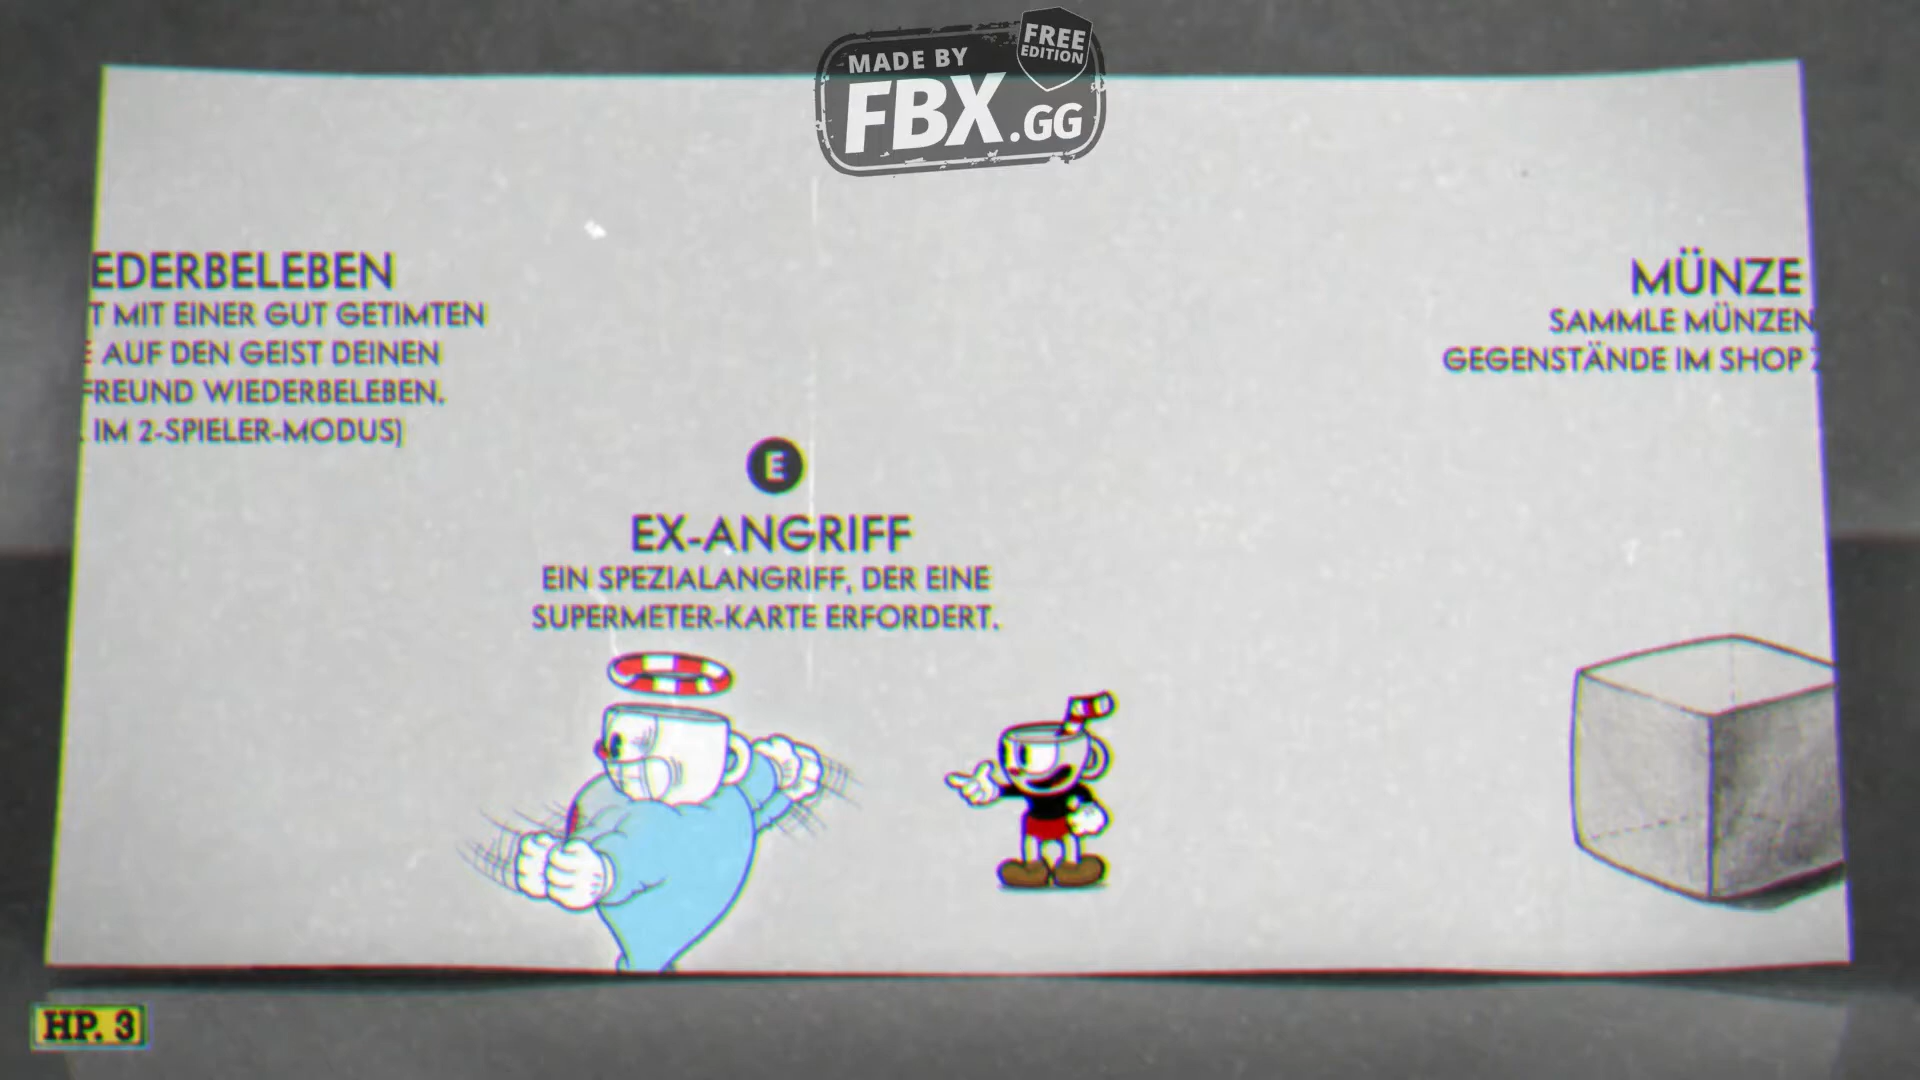 MADE BY
FBX.GG
FREE
EDITION
EDERBELEBEN
T MIT EINER GUT GETIMTEN
AUF DEN GEIST DEINEN
FREUND WIEDERBELEBEN.
IM 2-SPIELER-MODUS)
E
EX-ANGRIFF
EIN SPEZIALANGRIFF, DER EINE
SUPERMETER-KARTE ERFORDERT.
MÜNZE
SAMMLE MÜNZEN
GEGENSTÄNDE IM SHOP
HP. 3